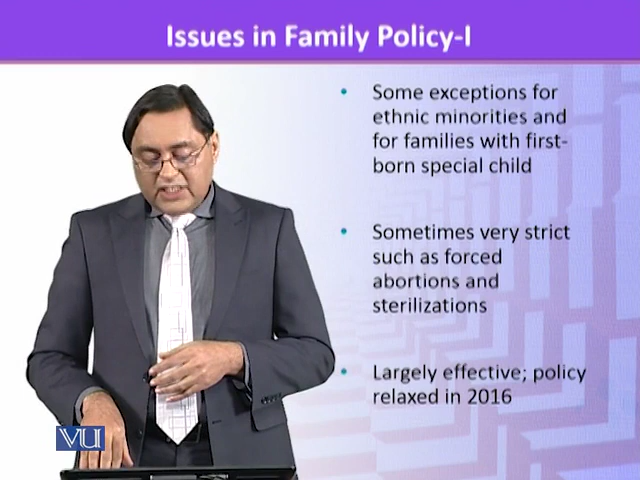 Issues in Family Policy-I
Some exceptions for
ethnic minorities and
for families with first-
born special child
Sometimes very strict
such as forced
abortions and
sterilizations
Largely effective; policy
relaxed in 2016
VU